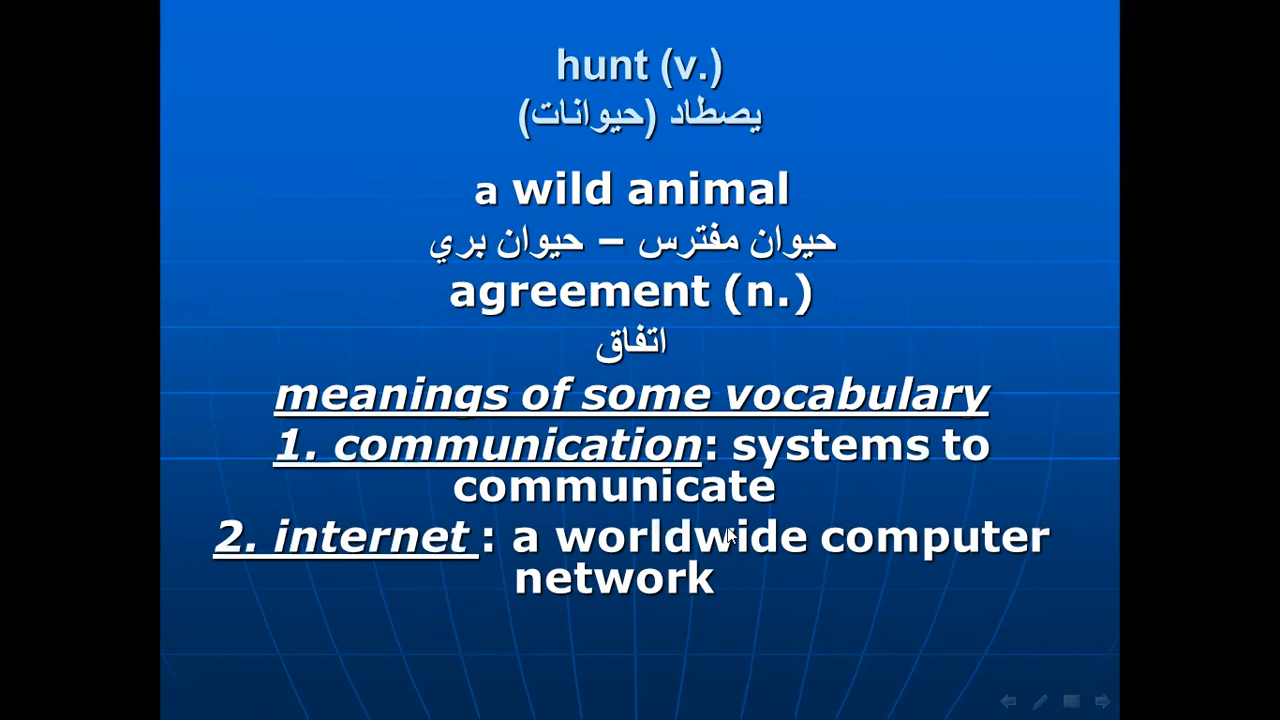 hunt (v.)
يصطاد (حيوانات)
a wild animal
حيوان مفترس – حيوان بري
agreement (n.)
اتفاق
meanings of some vocabulary
1. communication: systems to
communicate
2. internet : a worldwide computer
network